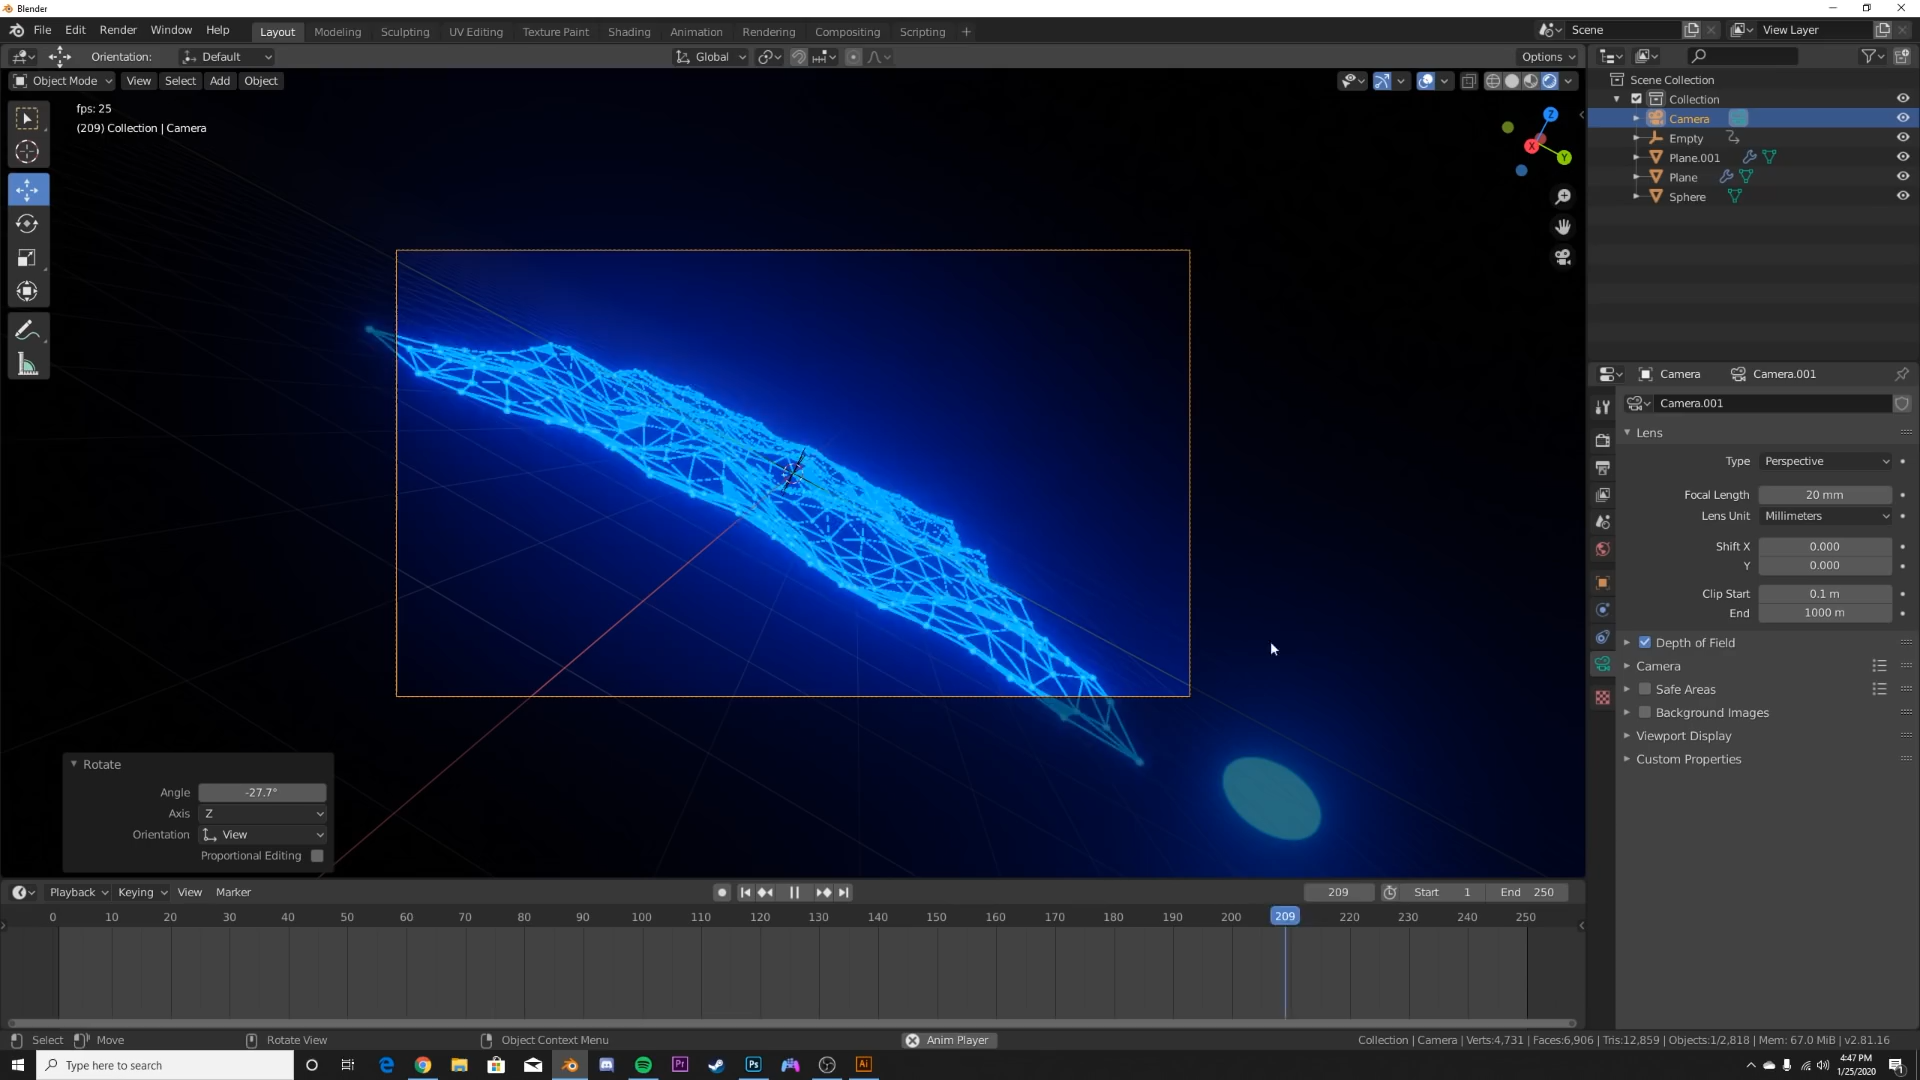 Blender
File Edit Render Window Help Layout Modeling Sculpting UV Editing Texture Paint Shading Animation Rendering Compositing Scripting + Scene View Layer
Orientation: Default Global Options
Object Mode View Select Add Object
fps: 25
(209) Collection | Camera
Z
X
Y
Scene Collection
Collection
Camera
Empty
Plane.001
Plane
Sphere
Camera Camera.001
Camera.001
Lens
Type Perspective
Focal Length 20 mm
Lens Unit Millimeters
Shift X 0.000
Y 0.000
Clip Start 0.1 m
End 1000 m
Depth of Field
Camera
Safe Areas
Background Images
Viewport Display
Custom Properties
Rotate
Angle -27.7°
Axis Z
Orientation View
Proportional Editing
Playback Keying View Marker 209 Start 1 End 250
0 10 20 30 40 50 60 70 80 90 100 110 120 130 140 150 160 170 180 190 200 209 220 230 240 250
Select Move Rotate View Object Context Menu Anim Player Collection | Camera | Verts:4,731 | Faces:6,906 | Tris:12,859 | Objects:1/2,818 | Mem: 67.0 MiB | v2.81.16
Type here to search Pr Ps Ai 4:47 PM
1/25/2020